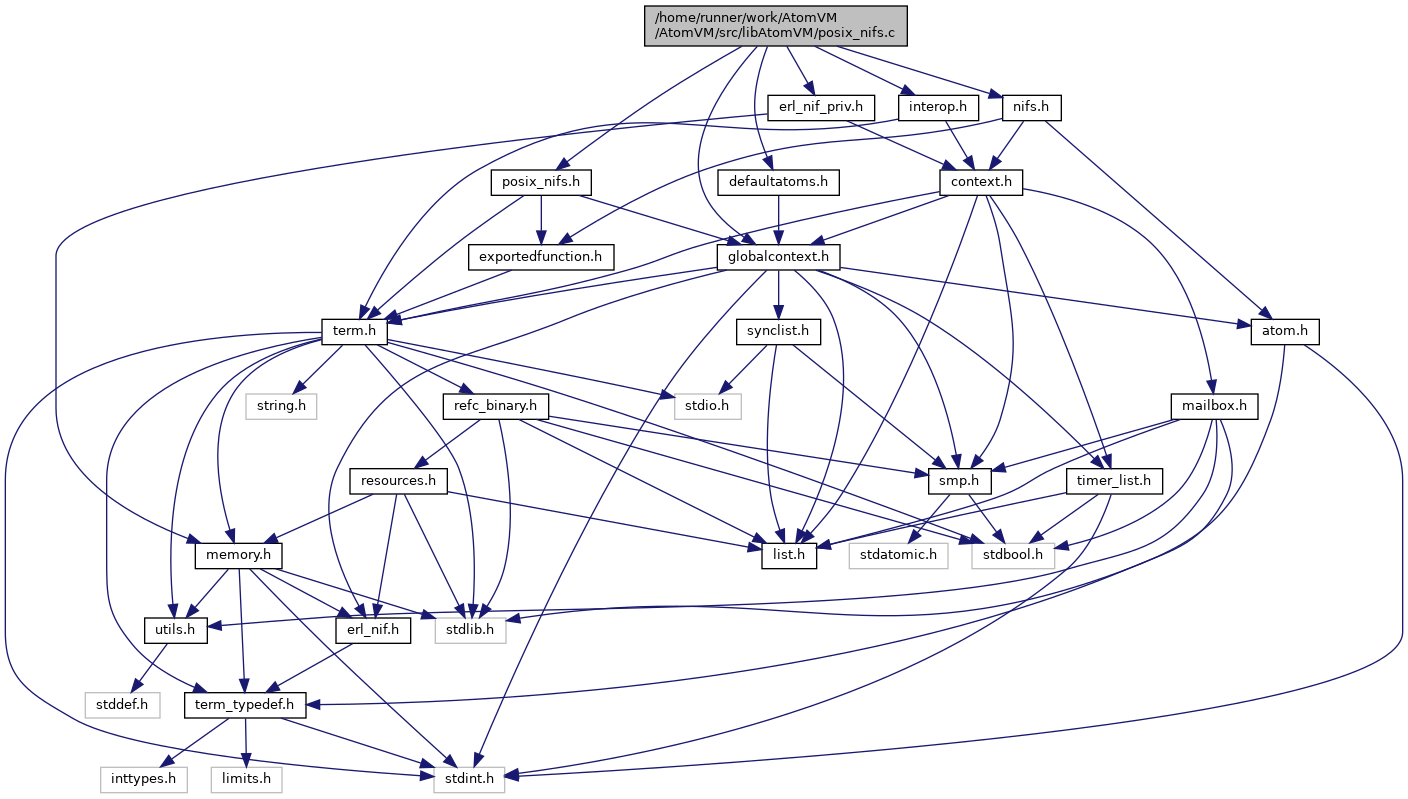 /home/runner/work/AtomVM
/AtomVM/src/libAtomVM/posix_nifs.c
erl_nif_priv.h
interop.h
nifs.h
posix_nifs.h
defaultatoms.h
context.h
exportedfunction.h
globalcontext.h
term.h
synclist.h
atom.h
string.h
refc_binary.h
stdio.h
mailbox.h
resources.h
smp.h
timer_list.h
memory.h
list.h
stdatomic.h
stdbool.h
utils.h
erl_nif.h
stdlib.h
stddef.h
term_typedef.h
inttypes.h
limits.h
stdint.h